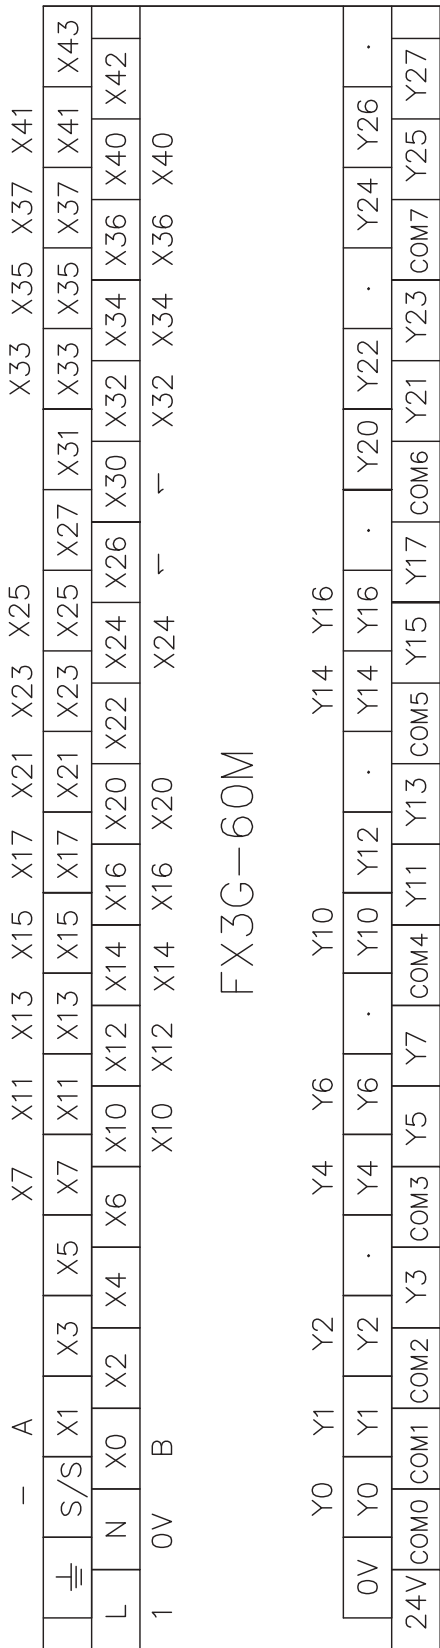 – A X7 X11 X13 X15 X17 X21 X23 X25 X33 X35 X37 X41
⏚ S/S X1 X3 X5 X7 X11 X13 X15 X17 X21 X23 X25 X27 X31 X33 X35 X37 X41 X43
L N X0 X2 X4 X6 X10 X12 X14 X16 X20 X22 X24 X26 X30 X32 X34 X36 X40 X42
1 0V B X10 X12 X14 X16 X20 X24 X32 X34 X36 X40
FX3G-60M
Y0 Y1 Y2 Y4 Y6 Y10 Y14 Y16
0V Y0 Y1 Y2 · Y4 Y6 · Y10 Y12 · Y14 Y16 · Y20 Y22 · Y24 Y26 ·
24V COM0 COM1 COM2 Y3 COM3 Y5 Y7 COM4 Y11 Y13 COM5 Y15 Y17 COM6 Y21 Y23 COM7 Y25 Y27